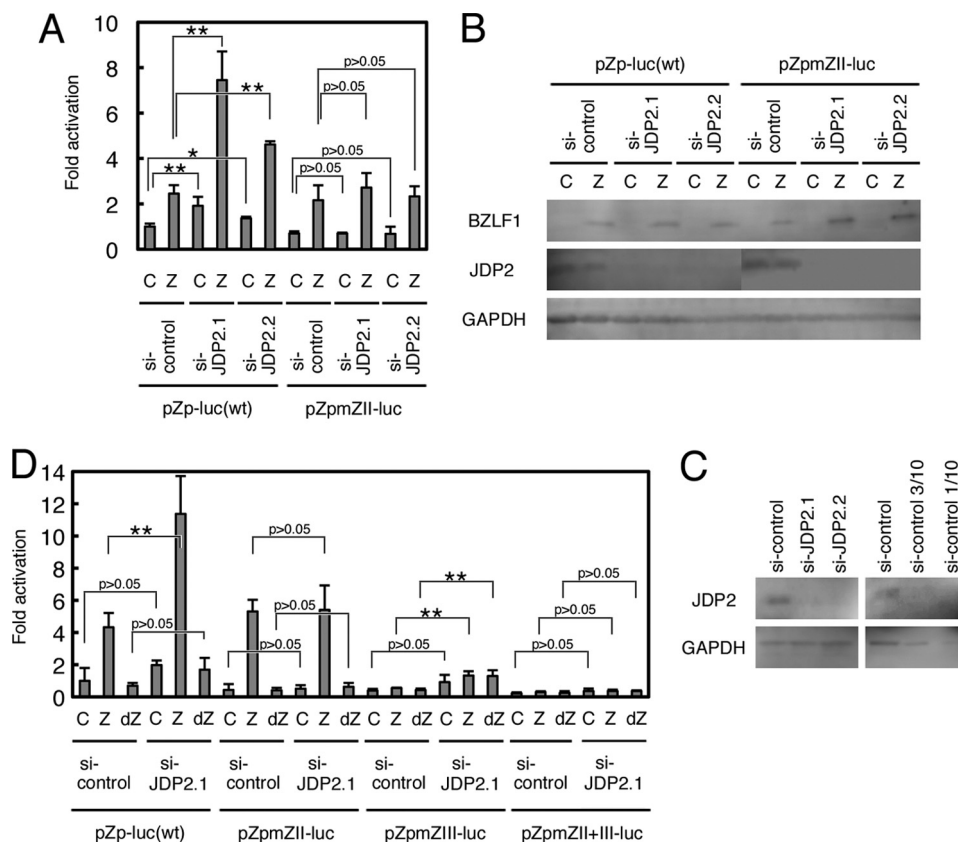 A
Fold activation
10
8
6
4
2
0
**
**
*
**
p>0.05
p>0.05
p>0.05
p>0.05
C Z C Z C Z C Z C Z C Z
si-control
si-JDP2.1
si-JDP2.2
si-control
si-JDP2.1
si-JDP2.2
pZp-luc(wt)
pZpmZII-luc
B
pZp-luc(wt)
pZpmZII-luc
si-control
si-JDP2.1
si-JDP2.2
si-control
si-JDP2.1
si-JDP2.2
C Z C Z C Z C Z C Z C Z
BZLF1
JDP2
GAPDH
D
Fold activation
14
12
10
8
6
4
2
0
**
p>0.05
p>0.05
p>0.05
p>0.05
p>0.05
**
**
p>0.05
p>0.05
p>0.05
p>0.05
C Z dZ C Z dZ C Z dZ C Z dZ C Z dZ C Z dZ C Z dZ C Z dZ
si-control
si-JDP2.1
si-control
si-JDP2.1
si-control
si-JDP2.1
si-control
si-JDP2.1
pZp-luc(wt)
pZpmZII-luc
pZpmZIII-luc
pZpmZII+III-luc
C
si-control
si-JDP2.1
si-JDP2.2
si-control
si-control 3/10
si-control 1/10
JDP2
GAPDH